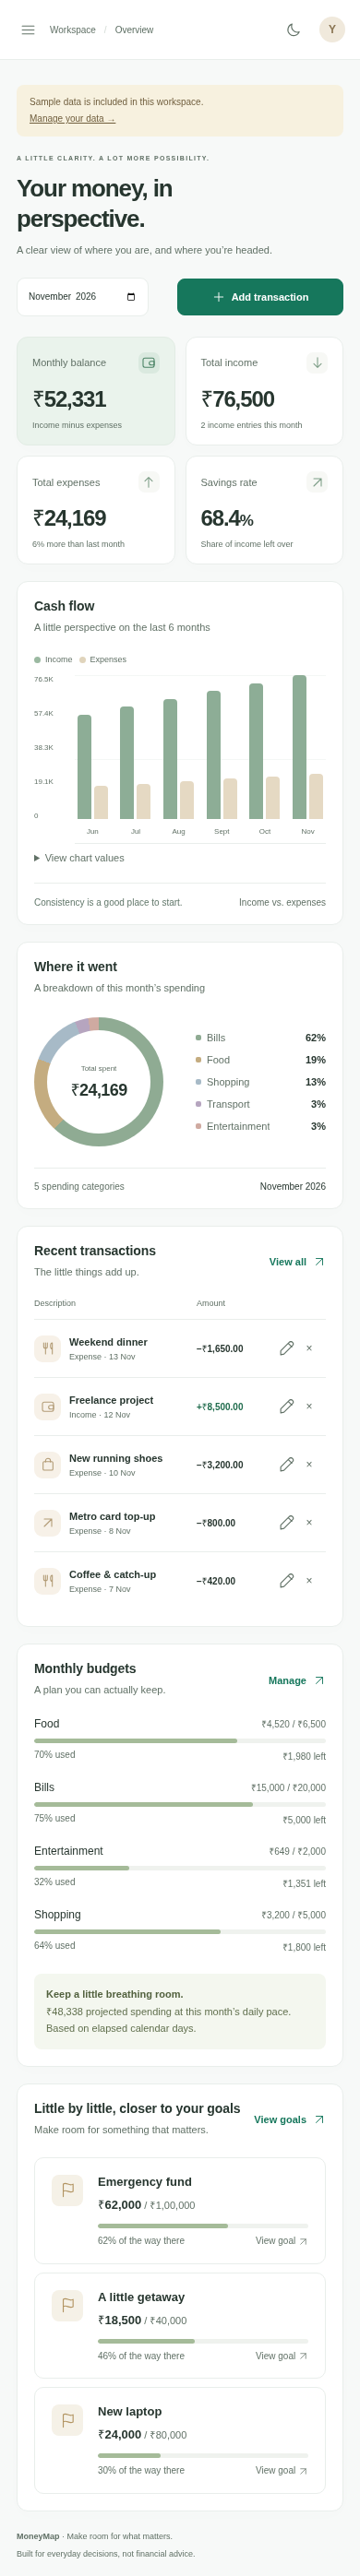 Workspace / Overview
Y
Sample data is included in this workspace.
Manage your data →
A LITTLE CLARITY. A LOT MORE POSSIBILITY.
Your money, in
perspective.
A clear view of where you are, and where you're headed.
November 2026
Add transaction
Monthly balance
₹52,331
Income minus expenses
Total income
₹76,500
2 income entries this month
Total expenses
₹24,169
6% more than last month
Savings rate
68.4%
Share of income left over
Cash flow
A little perspective on the last 6 months
Income Expenses
76.5K
57.4K
38.3K
19.1K
0
Jun Jul Aug Sept Oct Nov
▶ View chart values
Consistency is a good place to start. Income vs. expenses
Where it went
A breakdown of this month's spending
Total spent
₹24,169
Bills 62%
Food 19%
Shopping 13%
Transport 3%
Entertainment 3%
5 spending categories November 2026
Recent transactions
The little things add up.
View all
Description Amount
Weekend dinner
Expense · 13 Nov
−₹1,650.00 ×
Freelance project
Income · 12 Nov
+₹8,500.00 ×
New running shoes
Expense · 10 Nov
−₹3,200.00 ×
Metro card top-up
Expense · 8 Nov
−₹800.00 ×
Coffee & catch-up
Expense · 7 Nov
−₹420.00 ×
Monthly budgets
A plan you can actually keep.
Manage
Food ₹4,520 / ₹6,500
70% used ₹1,980 left
Bills ₹15,000 / ₹20,000
75% used ₹5,000 left
Entertainment ₹649 / ₹2,000
32% used ₹1,351 left
Shopping ₹3,200 / ₹5,000
64% used ₹1,800 left
Keep a little breathing room.
₹48,338 projected spending at this month's daily pace.
Based on elapsed calendar days.
Little by little, closer to your goals
Make room for something that matters.
View goals
Emergency fund
₹62,000 / ₹1,00,000
62% of the way there View goal
A little getaway
₹18,500 / ₹40,000
46% of the way there View goal
New laptop
₹24,000 / ₹80,000
30% of the way there View goal
MoneyMap · Make room for what matters.
Built for everyday decisions, not financial advice.